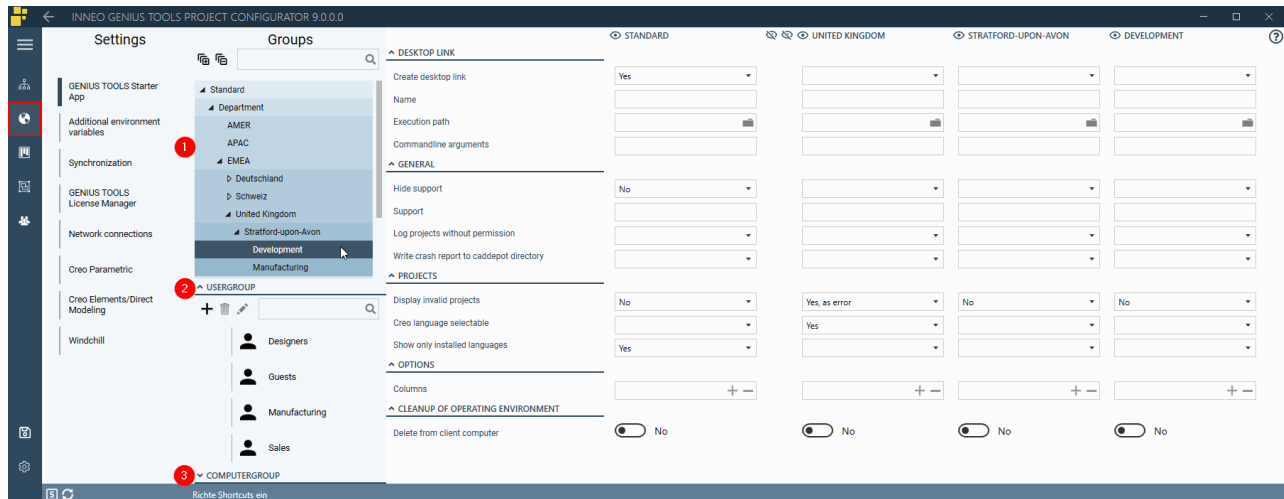 INNEO GENIUS TOOLS PROJECT CONFIGURATOR 9.0.0.0
Settings
GENIUS TOOLS Starter
App
Additional environment
variables
Synchronization
GENIUS TOOLS
License Manager
Network connections
Creo Parametric
Creo Elements/Direct
Modeling
Windchill
Groups
1
Standard
Department
AMER
APAC
EMEA
Deutschland
Schweiz
United Kingdom
Stratford-upon-Avon
Development
Manufacturing
2
USERGROUP
Designers
Guests
Manufacturing
Sales
3
COMPUTERGROUP
STANDARD UNITED KINGDOM STRATFORD-UPON-AVON DEVELOPMENT ?
DESKTOP LINK
Create desktop link Yes
Name
Execution path
Commandline arguments
GENERAL
Hide support No
Support
Log projects without permission
Write crash report to caddepot directory
PROJECTS
Display invalid projects No Yes, as error No No
Creo language selectable Yes
Show only installed languages Yes
OPTIONS
Columns
CLEANUP OF OPERATING ENVIRONMENT
Delete from client computer No No No No
S
Richte Shortcuts ein